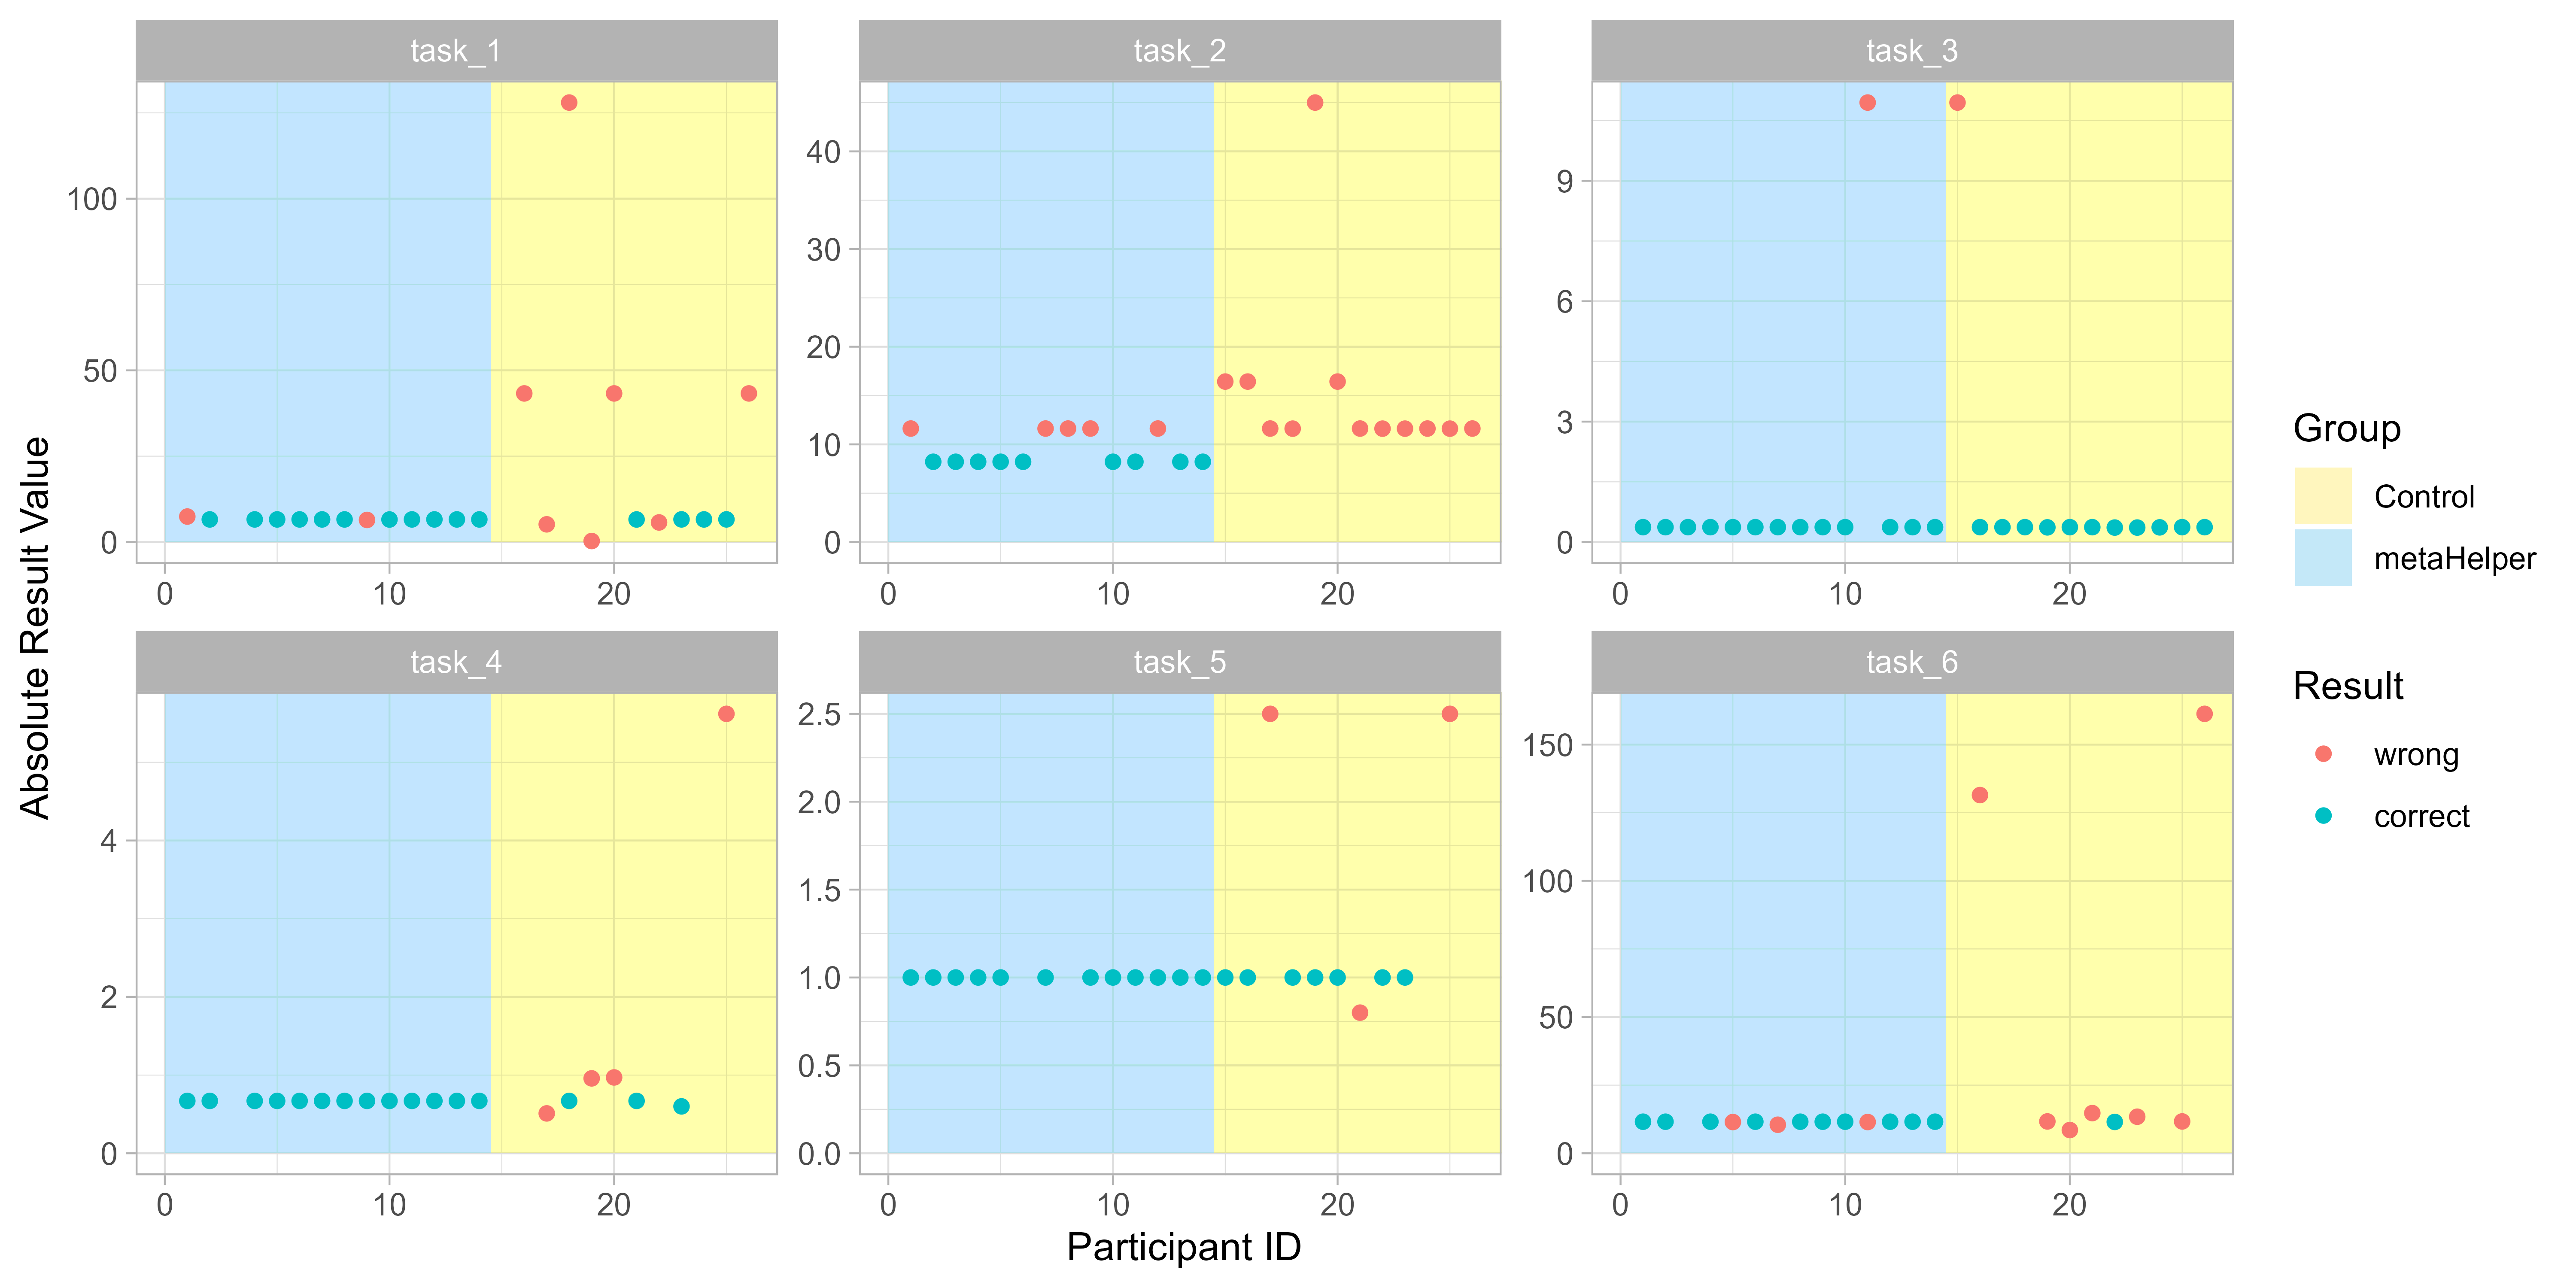 task_1
task_2
task_3
100
50
0
40
30
20
10
0
9
6
3
0
0 10 20
0 10 20
0 10 20
task_4
task_5
task_6
4
2
0
2.5
2.0
1.5
1.0
0.5
0.0
150
100
50
0
0 10 20
0 10 20
0 10 20
Absolute Result Value
Participant ID
Group
Control
metaHelper
Result
wrong
correct